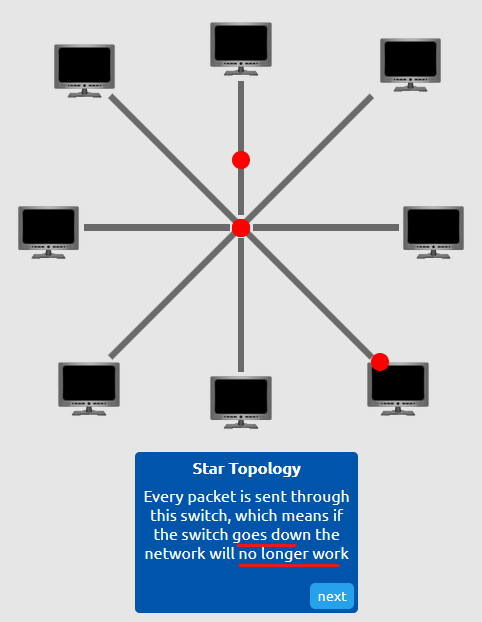 Star Topology
Every packet is sent through
this switch, which means if
the switch goes down the
network will no longer work
next